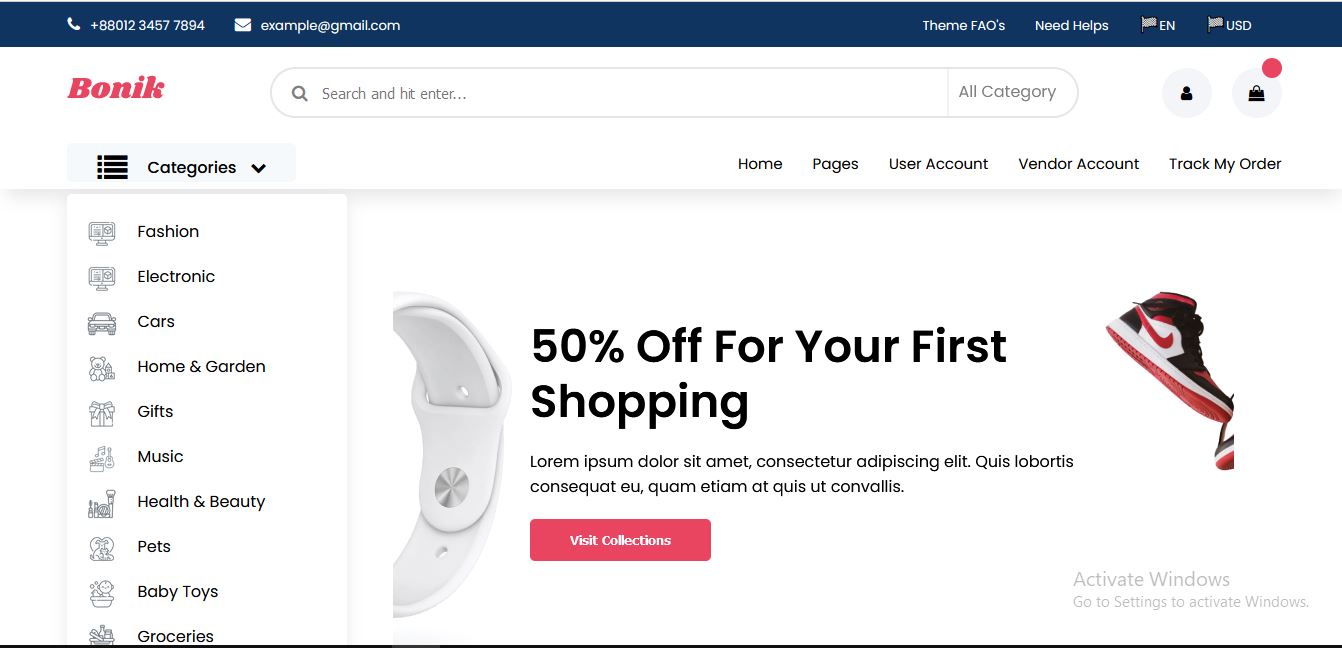 +88012 3457 7894
example@gmail.com
Theme FAO's
Need Helps
EN
USD
Bonik
Search and hit enter...
All Category
Categories
Home
Pages
User Account
Vendor Account
Track My Order
Fashion
Electronic
Cars
Home & Garden
Gifts
Music
Health & Beauty
Pets
Baby Toys
Groceries
50% Off For Your First
Shopping
Lorem ipsum dolor sit amet, consectetur adipiscing elit. Quis lobortis
consequat eu, quam etiam at quis ut convallis.
Visit Collections
Activate Windows
Go to Settings to activate Windows.